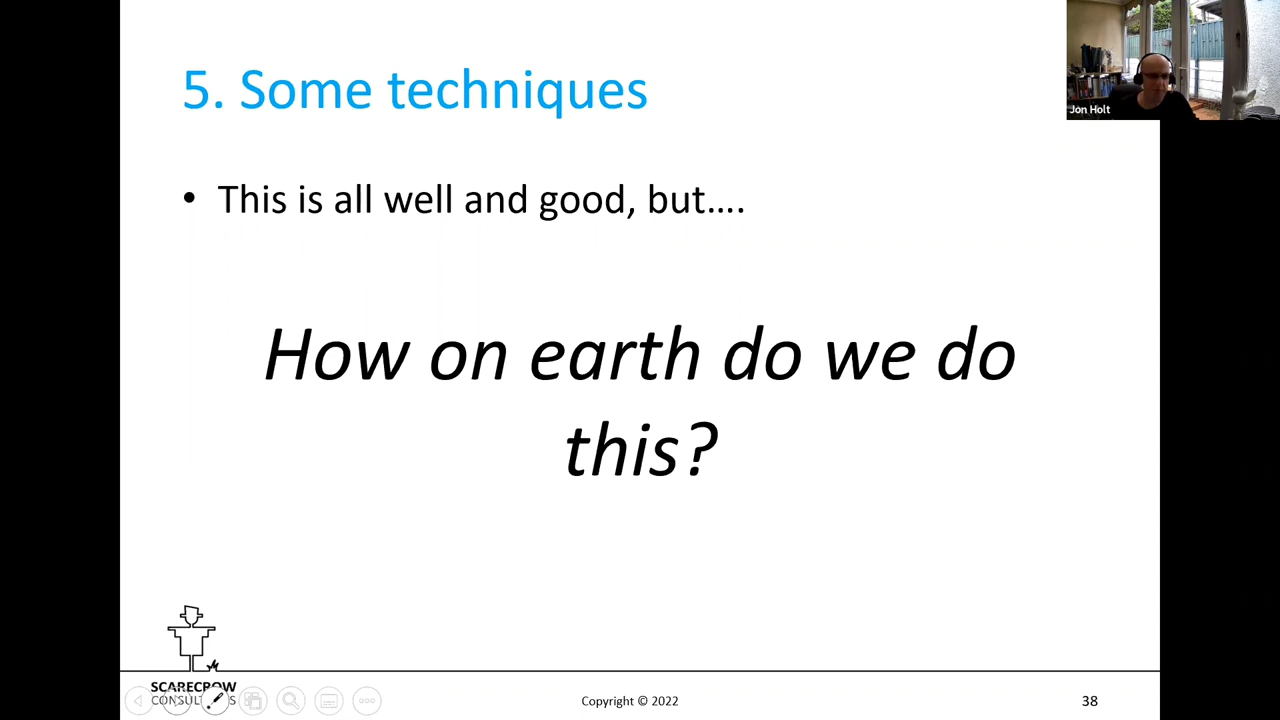 5. Some techniques
Jon Holt
• This is all well and good, but....
How on earth do we do
this?
SCARECROW
CONSULTANTS
Copyright © 2022
38